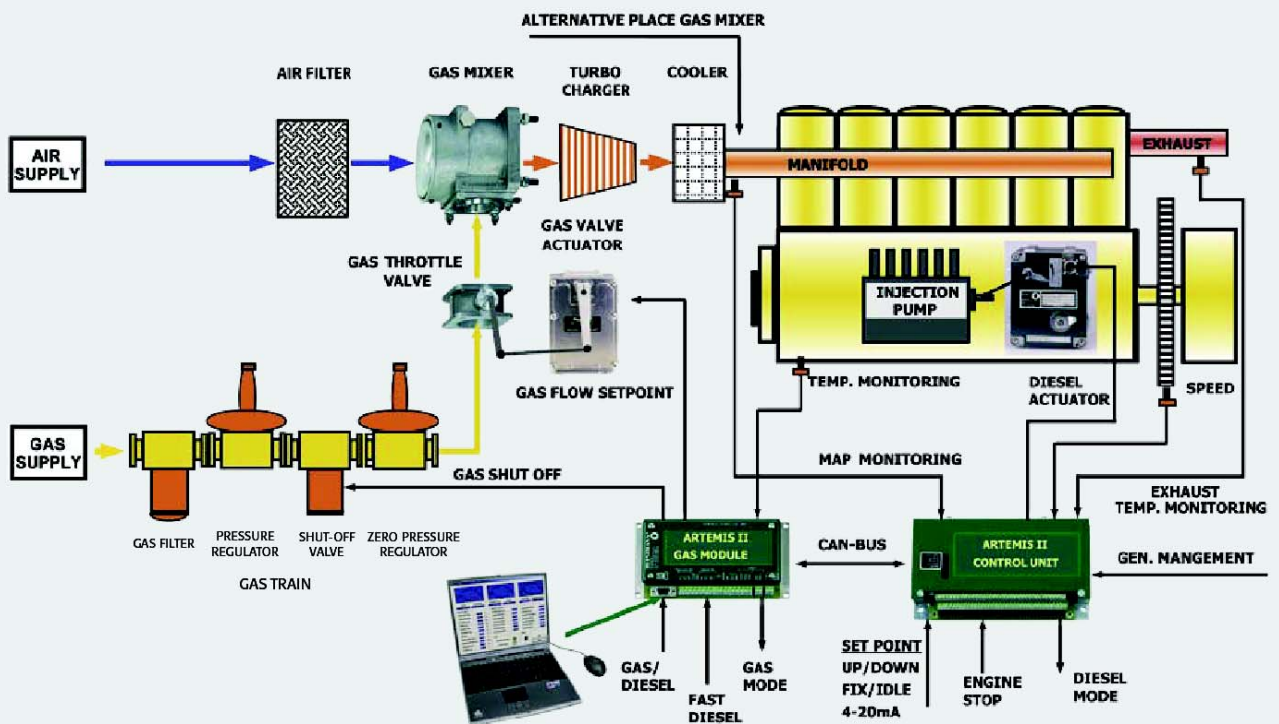 ALTERNATIVE PLACE GAS MIXER
AIR FILTER
GAS MIXER
TURBO
CHARGER
COOLER
AIR
SUPPLY
MANIFOLD
EXHAUST
GAS VALVE
ACTUATOR
GAS THROTTLE
VALVE
INJECTION
PUMP
GAS FLOW SETPOINT
TEMP. MONITORING
DIESEL
ACTUATOR
SPEED
GAS
SUPPLY
GAS SHUT OFF
MAP MONITORING
EXHAUST
TEMP. MONITORING
GAS FILTER
PRESSURE
REGULATOR
SHUT-OFF
VALVE
ZERO PRESSURE
REGULATOR
GAS TRAIN
ARTEMIS II
GAS MODULE
CAN-BUS
ARTEMIS II
CONTROL UNIT
GEN. MANGEMENT
GAS/
DIESEL
FAST
DIESEL
GAS
MODE
SET POINT
UP/DOWN
FIX/IDLE
4-20mA
ENGINE
STOP
DIESEL
MODE